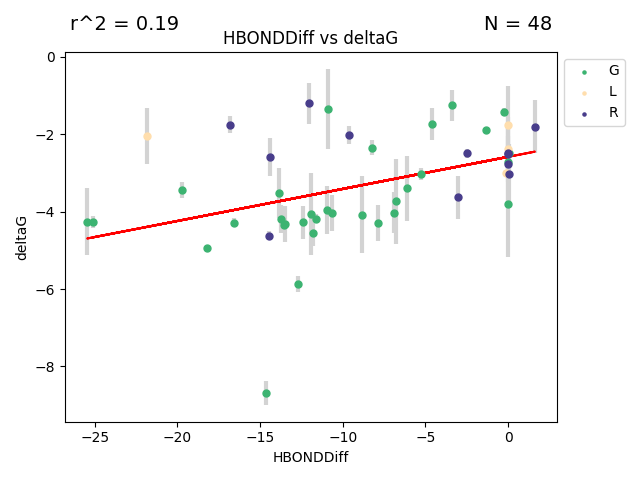 r^2 = 0.19
N = 48
HBONDDiff vs deltaG
G
L
R
0
−2
−4
−6
−8
deltaG
−25 −20 −15 −10 −5 0
HBONDDiff